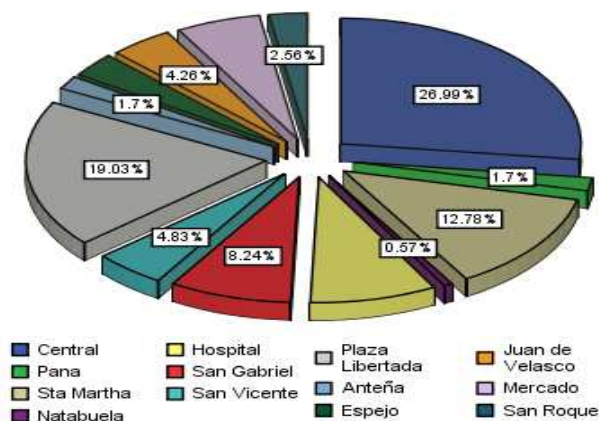 2.56%
4.26%
26.99%
1.7%
19.03%
1.7%
12.78%
0.57%
4.83%
8.24%
Central
Pana
Sta Martha
Natabuela
Hospital
San Gabriel
San Vicente
Plaza
Libertada
Anteña
Espejo
Juan de
Velasco
Mercado
San Roque